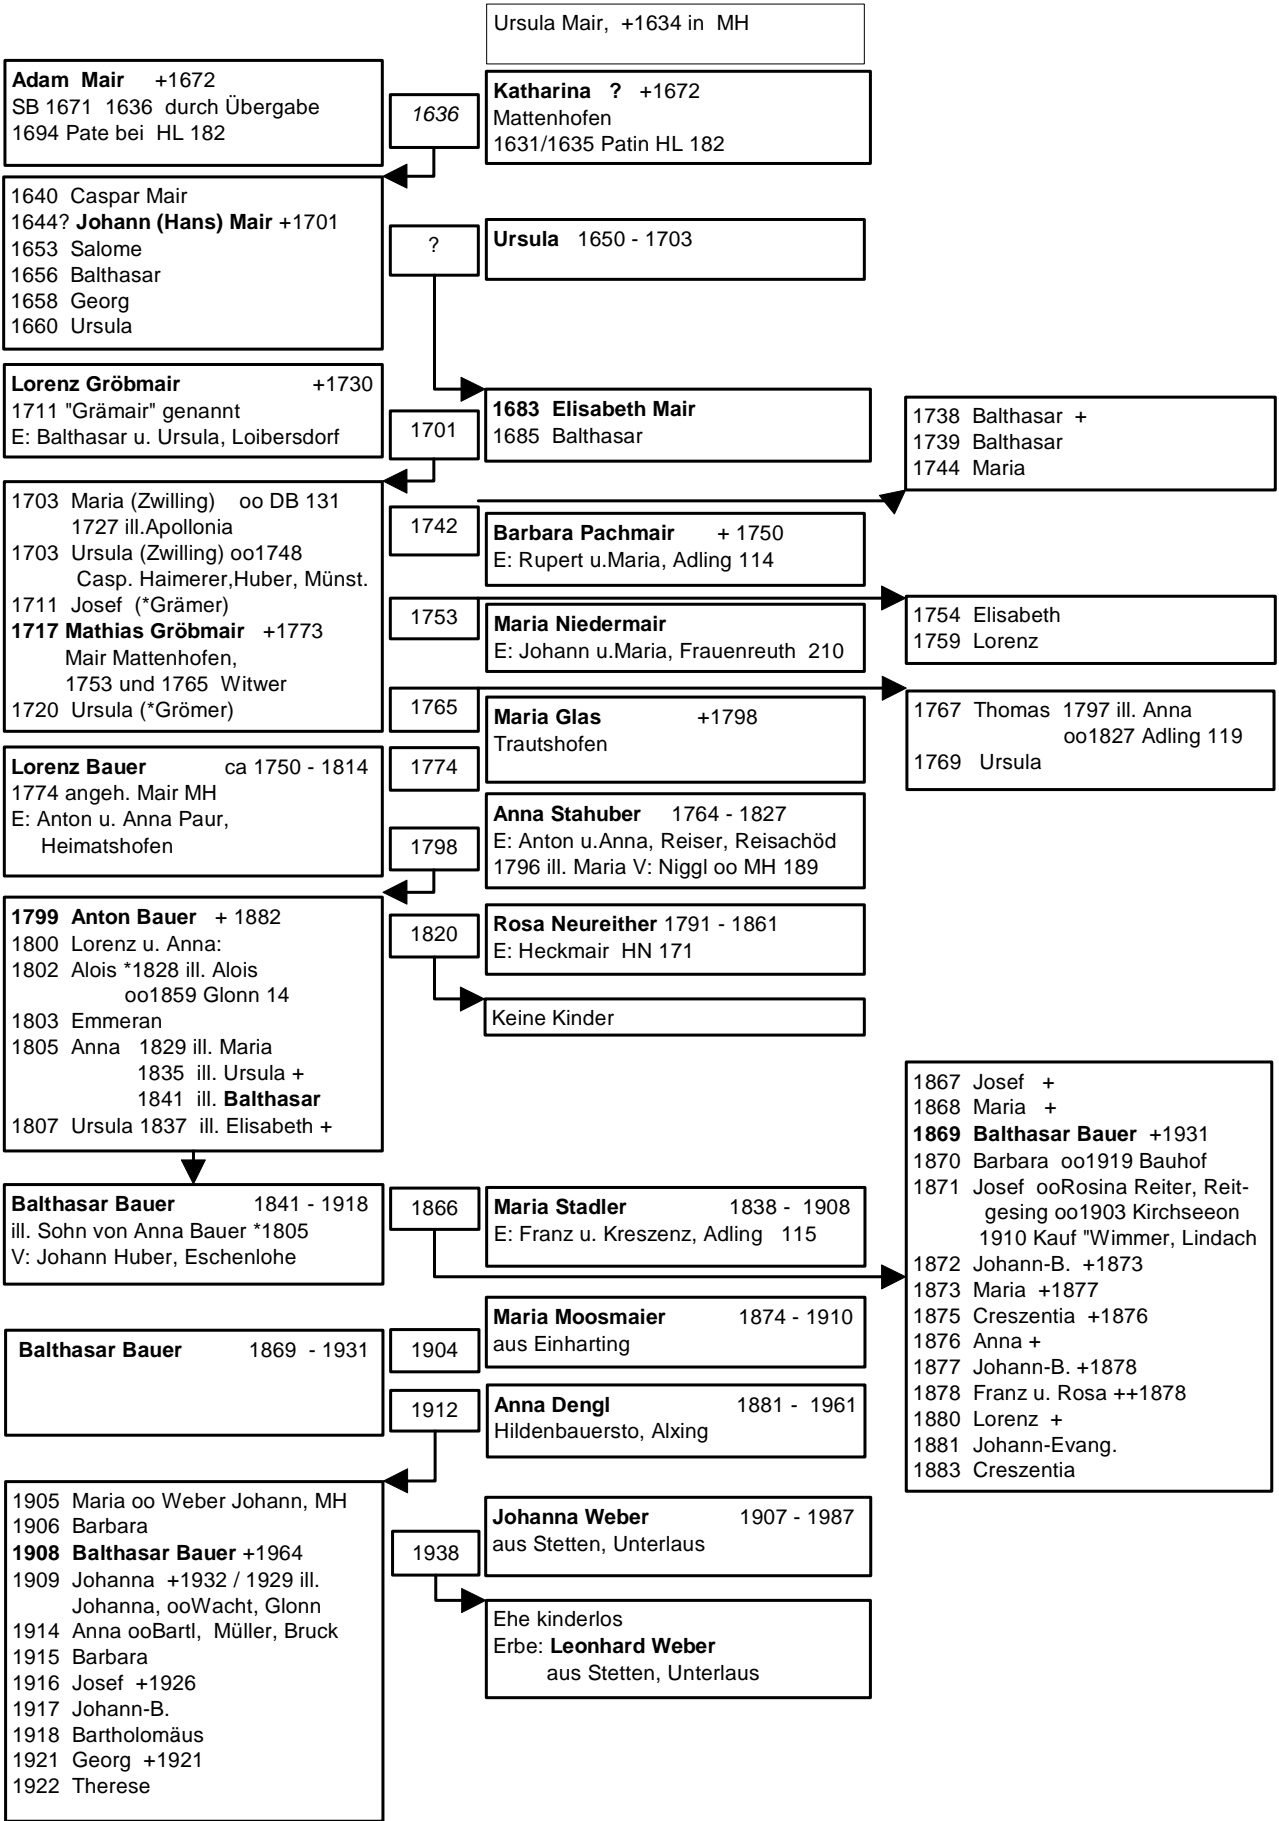 Ursula Mair, +1634 in MH
Adam Mair +1672
SB 1671 1636 durch Übergabe
1694 Pate bei HL 182
1636
Katharina ? +1672
Mattenhofen
1631/1635 Patin HL 182
1640 Caspar Mair
1644? Johann (Hans) Mair +1701
1653 Salome
1656 Balthasar
1658 Georg
1660 Ursula
?
Ursula 1650 - 1703
Lorenz Gröbmair +1730
1711 "Grämair" genannt
E: Balthasar u. Ursula, Loibersdorf
1701
1683 Elisabeth Mair
1685 Balthasar
1738 Balthasar +
1739 Balthasar
1744 Maria
1703 Maria (Zwilling) oo DB 131
1727 ill.Apollonia
1703 Ursula (Zwilling) oo1748
Casp. Haimerer,Huber, Münst.
1711 Josef (*Grämer)
1717 Mathias Gröbmair +1773
Mair Mattenhofen,
1753 und 1765 Witwer
1720 Ursula (*Grömer)
1742
Barbara Pachmair + 1750
E: Rupert u.Maria, Adling 114
1753
Maria Niedermair
E: Johann u.Maria, Frauenreuth 210
1754 Elisabeth
1759 Lorenz
1765
Maria Glas +1798
Trautshofen
1767 Thomas 1797 ill. Anna
oo1827 Adling 119
1769 Ursula
Lorenz Bauer ca 1750 - 1814
1774 angeh. Mair MH
E: Anton u. Anna Paur,
Heimatshofen
1774
1798
Anna Stahuber 1764 - 1827
E: Anton u.Anna, Reiser, Reisachöd
1796 ill. Maria V: Niggl oo MH 189
1799 Anton Bauer + 1882
1800 Lorenz u. Anna:
1802 Alois *1828 ill. Alois
oo1859 Glonn 14
1803 Emmeran
1805 Anna 1829 ill. Maria
1835 ill. Ursula +
1841 ill. Balthasar
1807 Ursula 1837 ill. Elisabeth +
1820
Rosa Neureither 1791 - 1861
E: Heckmair HN 171
Keine Kinder
Balthasar Bauer 1841 - 1918
ill. Sohn von Anna Bauer *1805
V: Johann Huber, Eschenlohe
1866
Maria Stadler 1838 - 1908
E: Franz u. Kreszenz, Adling 115
1867 Josef +
1868 Maria +
1869 Balthasar Bauer +1931
1870 Barbara oo1919 Bauhof
1871 Josef ooRosina Reiter, Reit-
gesing oo1903 Kirchseeon
1910 Kauf "Wimmer, Lindach
1872 Johann-B. +1873
1873 Maria +1877
1875 Creszentia +1876
1876 Anna +
1877 Johann-B. +1878
1878 Franz u. Rosa ++1878
1880 Lorenz +
1881 Johann-Evang.
1883 Creszentia
Balthasar Bauer 1869 - 1931
1904
Maria Moosmaier 1874 - 1910
aus Einharting
1912
Anna Dengl 1881 - 1961
Hildenbauersto, Alxing
1905 Maria oo Weber Johann, MH
1906 Barbara
1908 Balthasar Bauer +1964
1909 Johanna +1932 / 1929 ill.
Johanna, ooWacht, Glonn
1914 Anna ooBartl, Müller, Bruck
1915 Barbara
1916 Josef +1926
1917 Johann-B.
1918 Bartholomäus
1921 Georg +1921
1922 Therese
1938
Johanna Weber 1907 - 1987
aus Stetten, Unterlaus
Ehe kinderlos
Erbe: Leonhard Weber
aus Stetten, Unterlaus